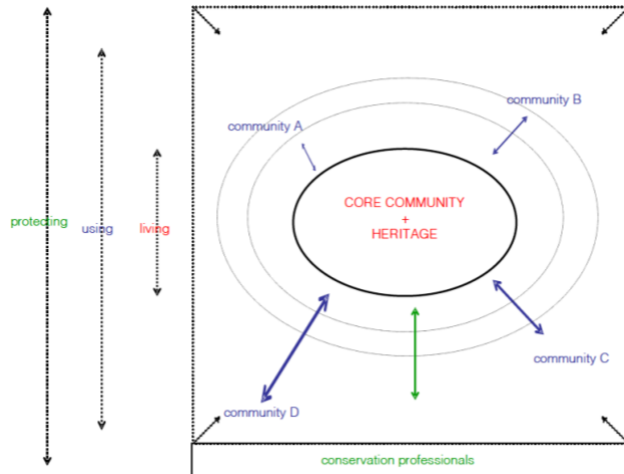 community B
community A
CORE COMMUNITY
+
HERITAGE
protecting
using
living
community C
community D
conservation professionals